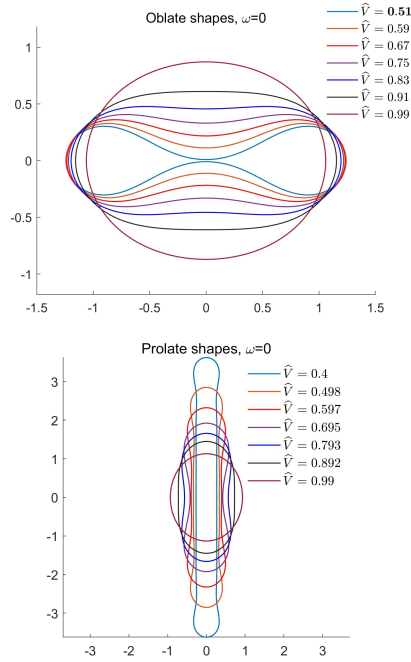 Oblate shapes, ω=0
V̂ = 0.51
V̂ = 0.59
V̂ = 0.67
V̂ = 0.75
V̂ = 0.83
V̂ = 0.91
V̂ = 0.99
1
0.5
0
-0.5
-1
-1.5 -1 -0.5 0 0.5 1 1.5
Prolate shapes, ω=0
V̂ = 0.4
V̂ = 0.498
V̂ = 0.597
V̂ = 0.695
V̂ = 0.793
V̂ = 0.892
V̂ = 0.99
3
2
1
0
-1
-2
-3
-3 -2 -1 0 1 2 3